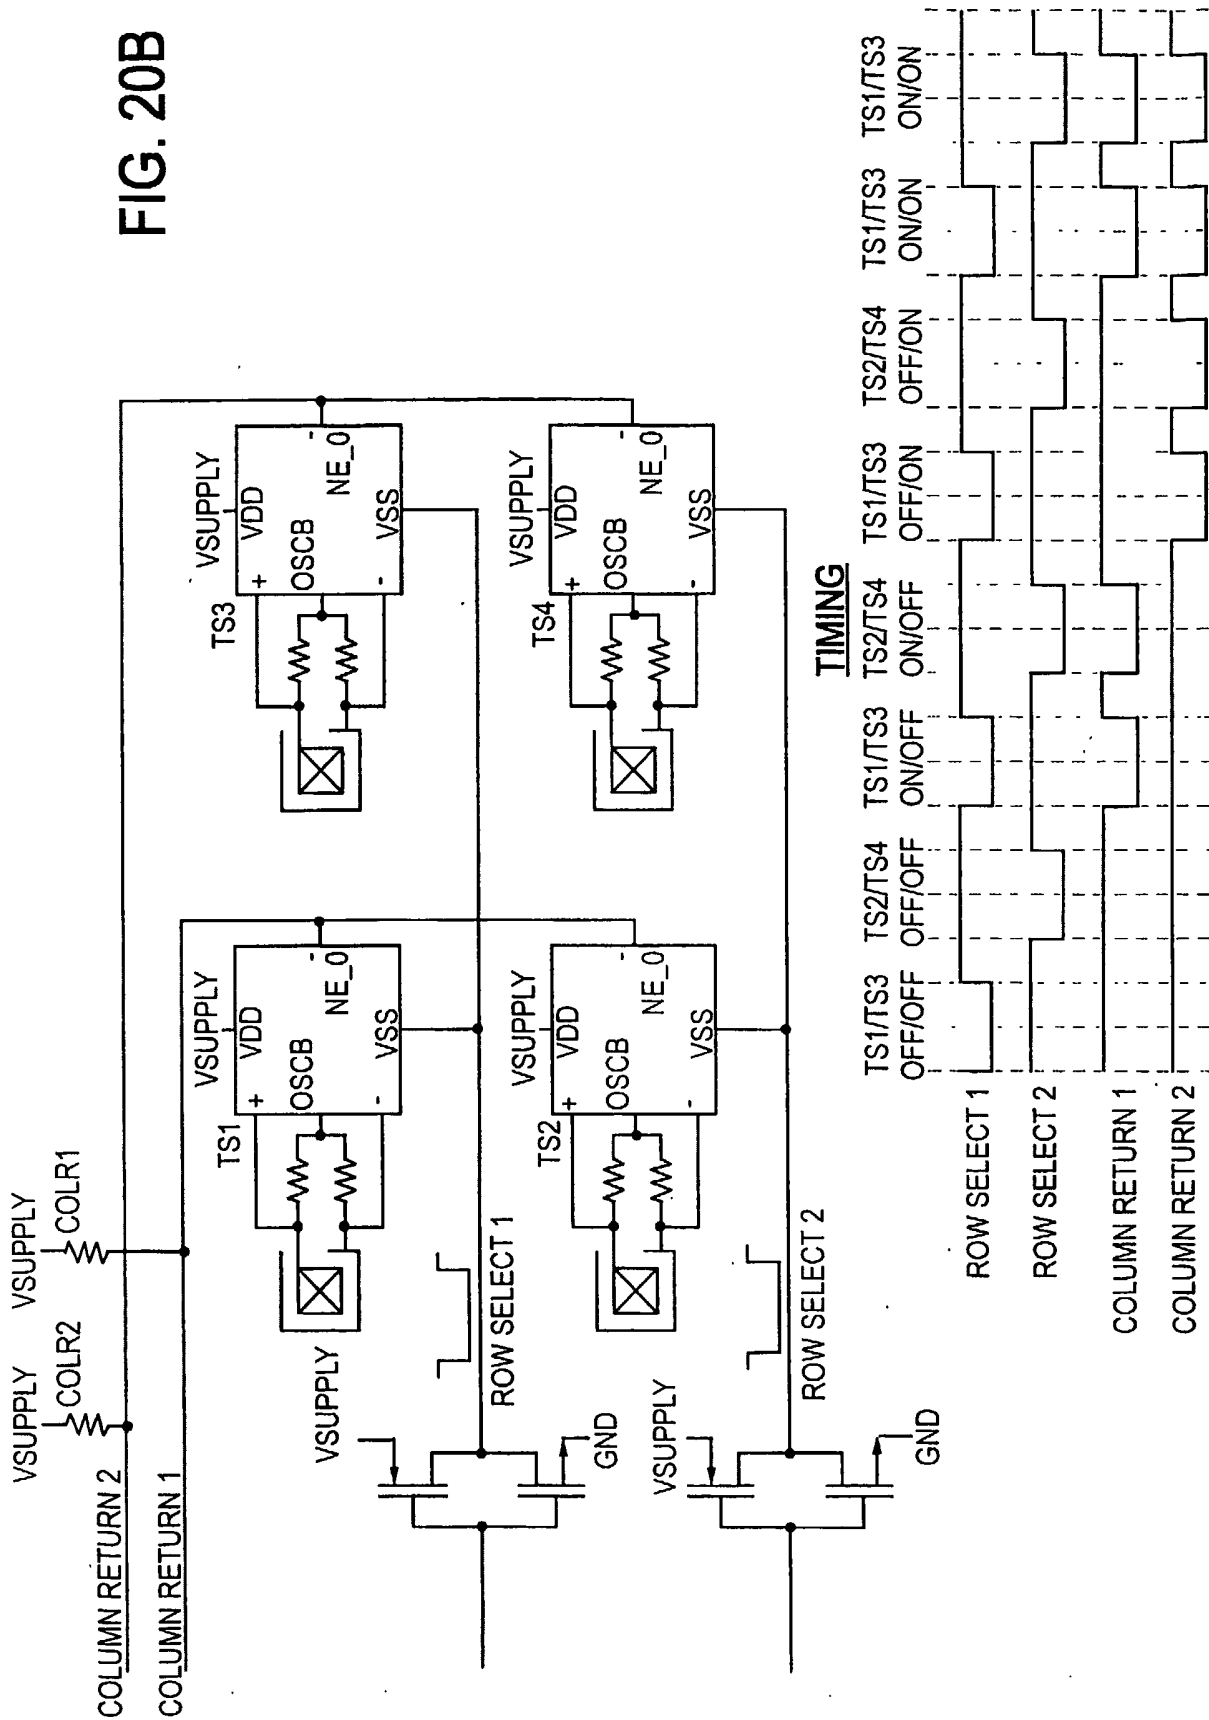 FIG. 20B
VSUPPLY
COLR2
VSUPPLY
COLR1
COLUMN RETURN 2
COLUMN RETURN 1
VSUPPLY
TS1
+
VDD
-
OSCB
NE_0
-
VSS
VSUPPLY
TS3
+
VDD
-
OSCB
NE_0
-
VSS
VSUPPLY
GND
ROW SELECT 1
VSUPPLY
TS2
+
VDD
-
OSCB
NE_0
-
VSS
VSUPPLY
TS4
+
VDD
-
OSCB
NE_0
-
VSS
VSUPPLY
GND
ROW SELECT 2
TIMING
TS1/TS3 TS2/TS4 TS1/TS3 TS2/TS4 TS1/TS3 TS2/TS4 TS1/TS3 TS1/TS3
OFF/OFF OFF/OFF ON/OFF ON/OFF OFF/ON OFF/ON ON/ON ON/ON
ROW SELECT 1
ROW SELECT 2
COLUMN RETURN 1
COLUMN RETURN 2